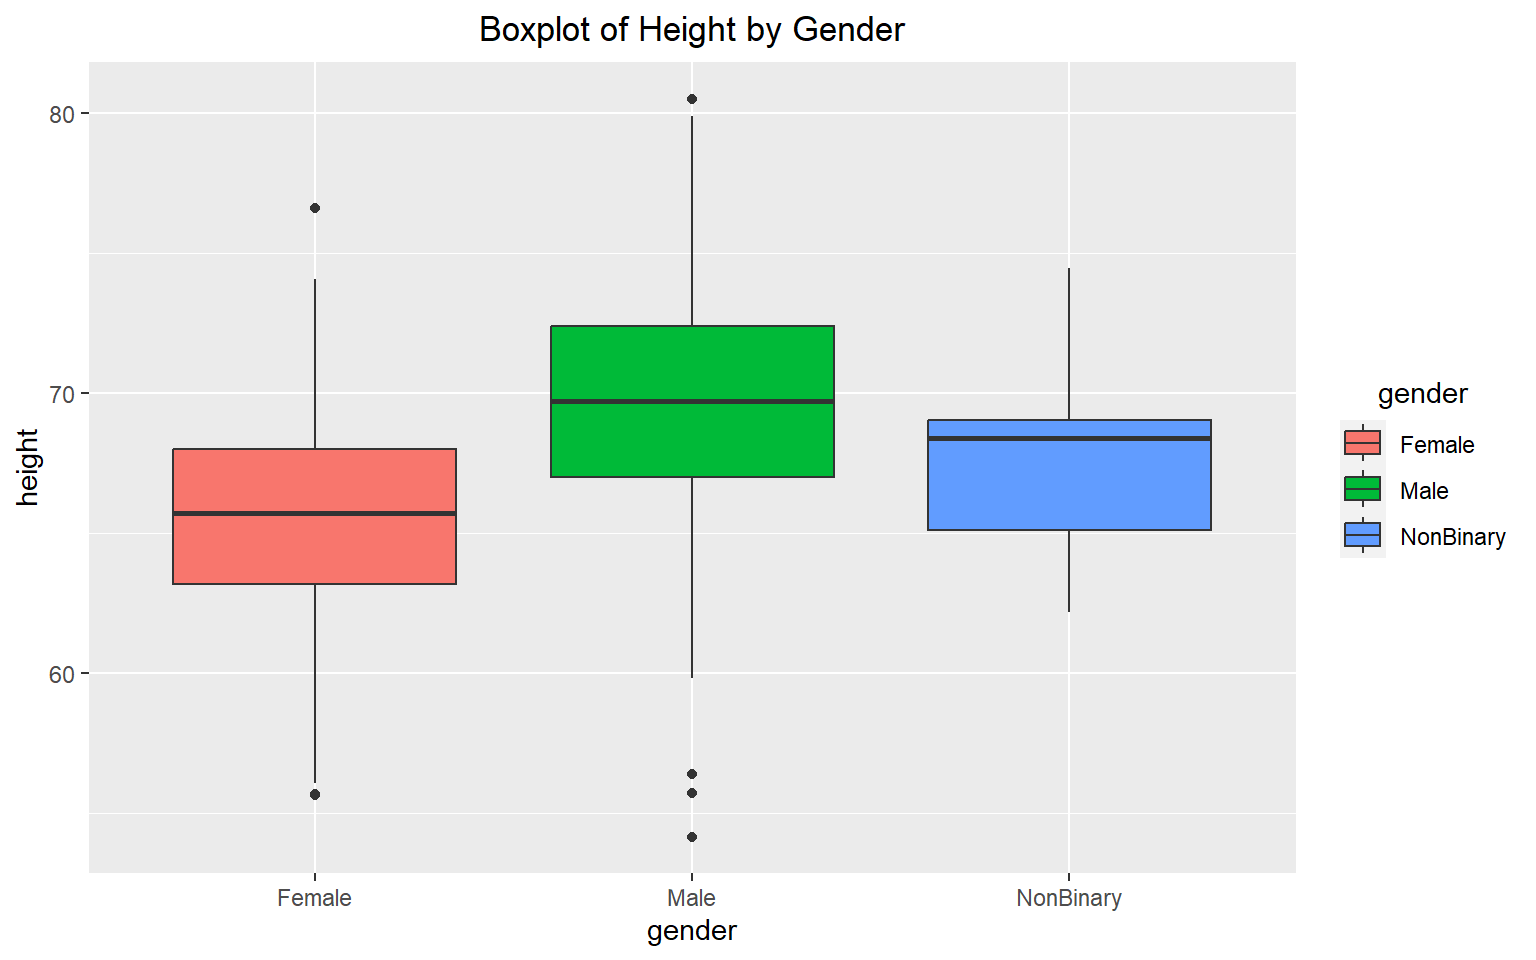 Boxplot of Height by Gender
80
70
60
height
Female
Male
NonBinary
gender
gender
Female
Male
NonBinary